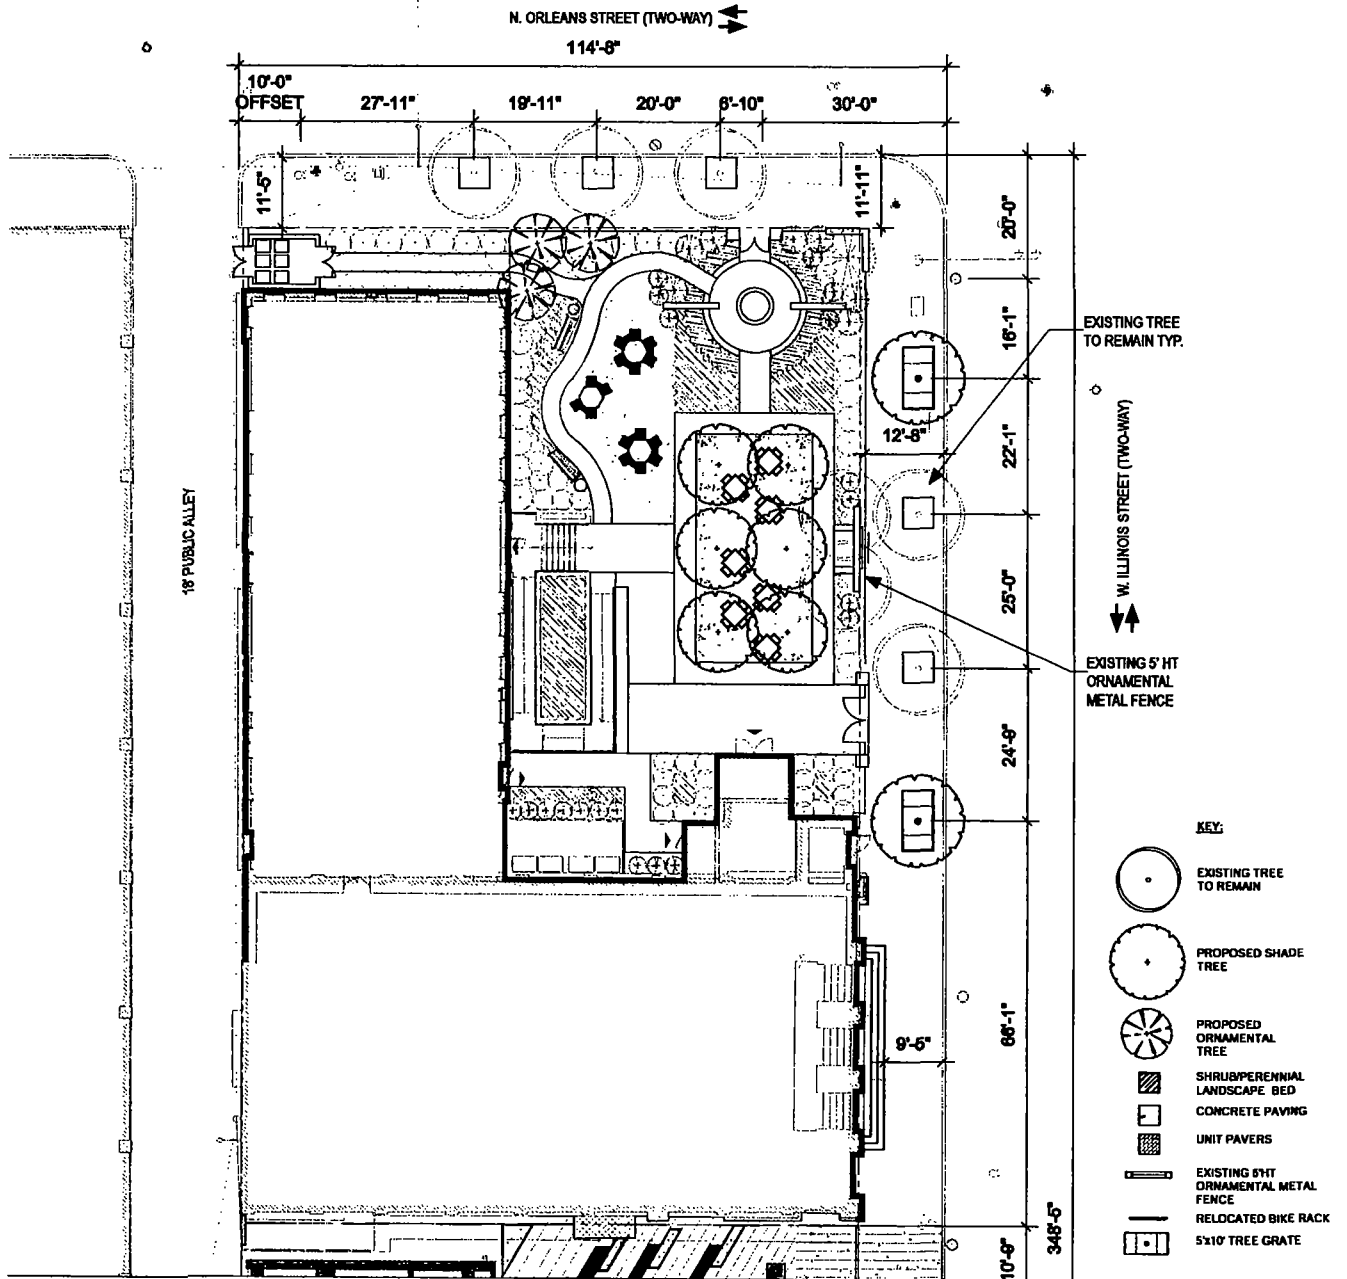 N. ORLEANS STREET (TWO-WAY)
114'-8"
10'-0"
OFFSET
27'-11"
19'-11"
20'-0"
6'-10"
30'-0"
11'-5"
11'-11"
20'-0"
16'-1"
EXISTING TREE
TO REMAIN TYP.
12'-8"
22'-1"
W. ILLINOIS STREET (TWO-WAY)
18' PUBLIC ALLEY
25'-0"
EXISTING 5' HT
ORNAMENTAL
METAL FENCE
24'-9"
KEY:
EXISTING TREE
TO REMAIN
PROPOSED SHADE
TREE
PROPOSED
ORNAMENTAL
TREE
SHRUB/PERENNIAL
LANDSCAPE BED
CONCRETE PAVING
UNIT PAVERS
EXISTING 5'HT
ORNAMENTAL METAL
FENCE
RELOCATED BIKE RACK
5'x10' TREE GRATE
66'-1"
9'-5"
348'-5"
10'-9"